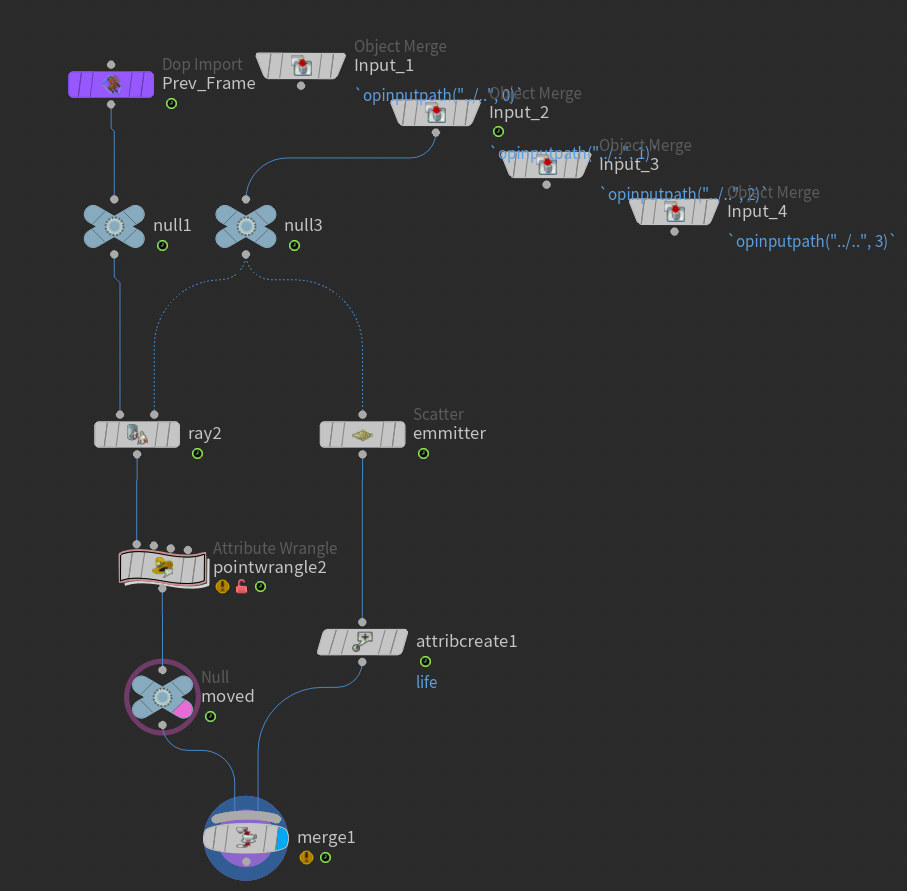 Object Merge
Input_1
Dop Import
Prev_Frame
`opinputpath("../..", 0)`
Object Merge
Input_2
`opinputpath("../..", 1)`
Object Merge
Input_3
`opinputpath("../..", 2)`
Object Merge
Input_4
`opinputpath("../..", 3)`
null1
null3
ray2
Scatter
emmitter
Attribute Wrangle
pointwrangle2
attribcreate1
life
Null
moved
merge1